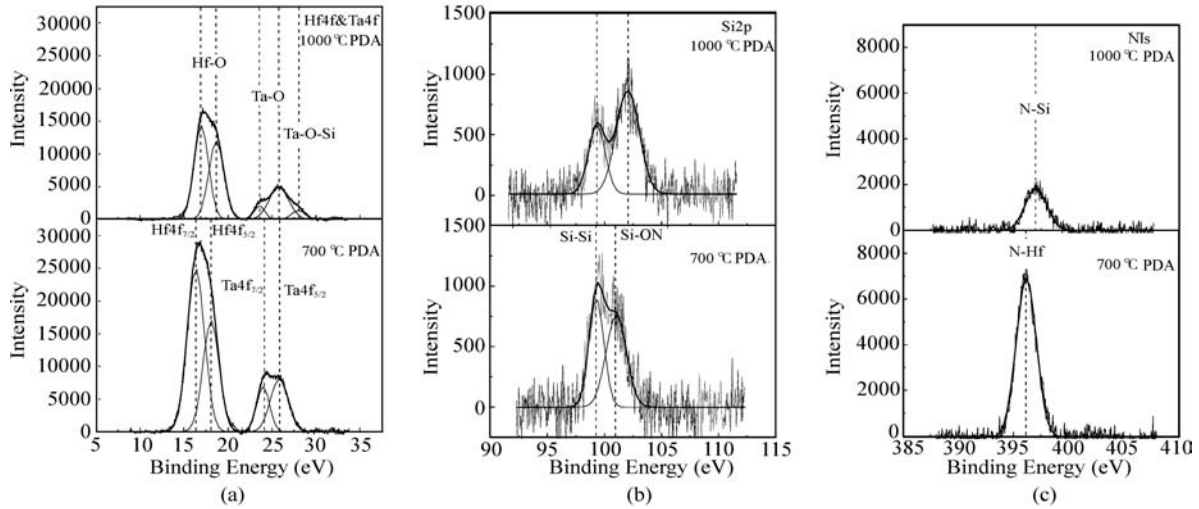 35000
30000
25000
20000
15000
10000
5000
0
Intensity
Hf4f&Ta4f
1000 °C PDA
Hf-O
Ta-O
Ta-O-Si
35000
30000
25000
20000
15000
10000
5000
0
Intensity
Hf4f7/2
Hf4f5/2
700 °C PDA
Ta4f7/2
Ta4f5/2
5 10 15 20 25 30 35
Binding Energy (eV)
(a)
1500
1000
500
0
Intensity
Si2p
1000 °C PDA
1500
1000
500
0
Intensity
Si-Si
Si-ON
700 °C PDA
90 95 100 105 110 115
Binding Energy (eV)
(b)
8000
6000
4000
2000
0
Intensity
NIs
1000 °C PDA
N-Si
8000
6000
4000
2000
0
Intensity
N-Hf
700 °C PDA
385 390 395 400 405 410
Binding Energy (eV)
(c)